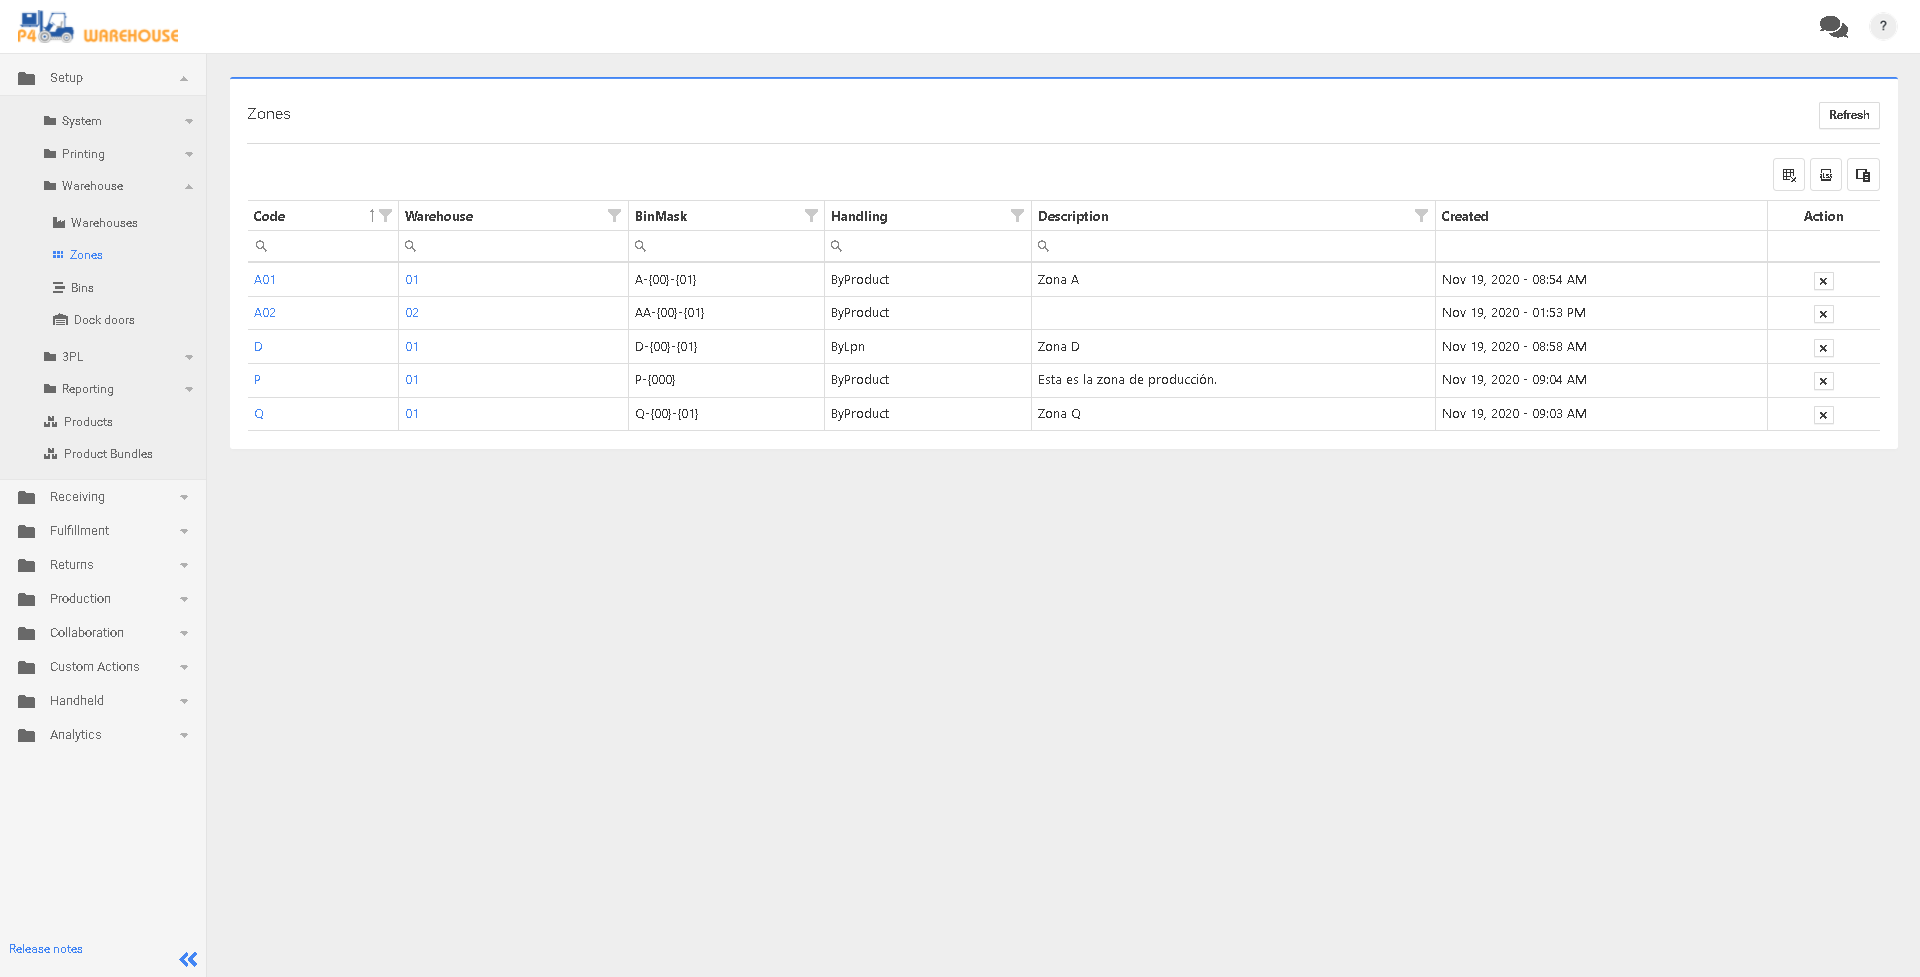 P4 WAREHOUSE
?
Setup
System
Printing
Warehouse
Warehouses
Zones
Bins
Dock doors
3PL
Reporting
Products
Product Bundles
Receiving
Fulfillment
Returns
Production
Collaboration
Custom Actions
Handheld
Analytics
Release notes
Zones
Refresh
Code Warehouse BinMask Handling Description Created Action
A01 01 A-{00}-{01} ByProduct Zona A Nov 19, 2020 - 08:54 AM
A02 02 AA-{00}-{01} ByProduct Nov 19, 2020 - 01:53 PM
D 01 D-{00}-{01} ByLpn Zona D Nov 19, 2020 - 08:58 AM
P 01 P-{000} ByProduct Esta es la zona de producción. Nov 19, 2020 - 09:04 AM
Q 01 Q-{00}-{01} ByProduct Zona Q Nov 19, 2020 - 09:03 AM